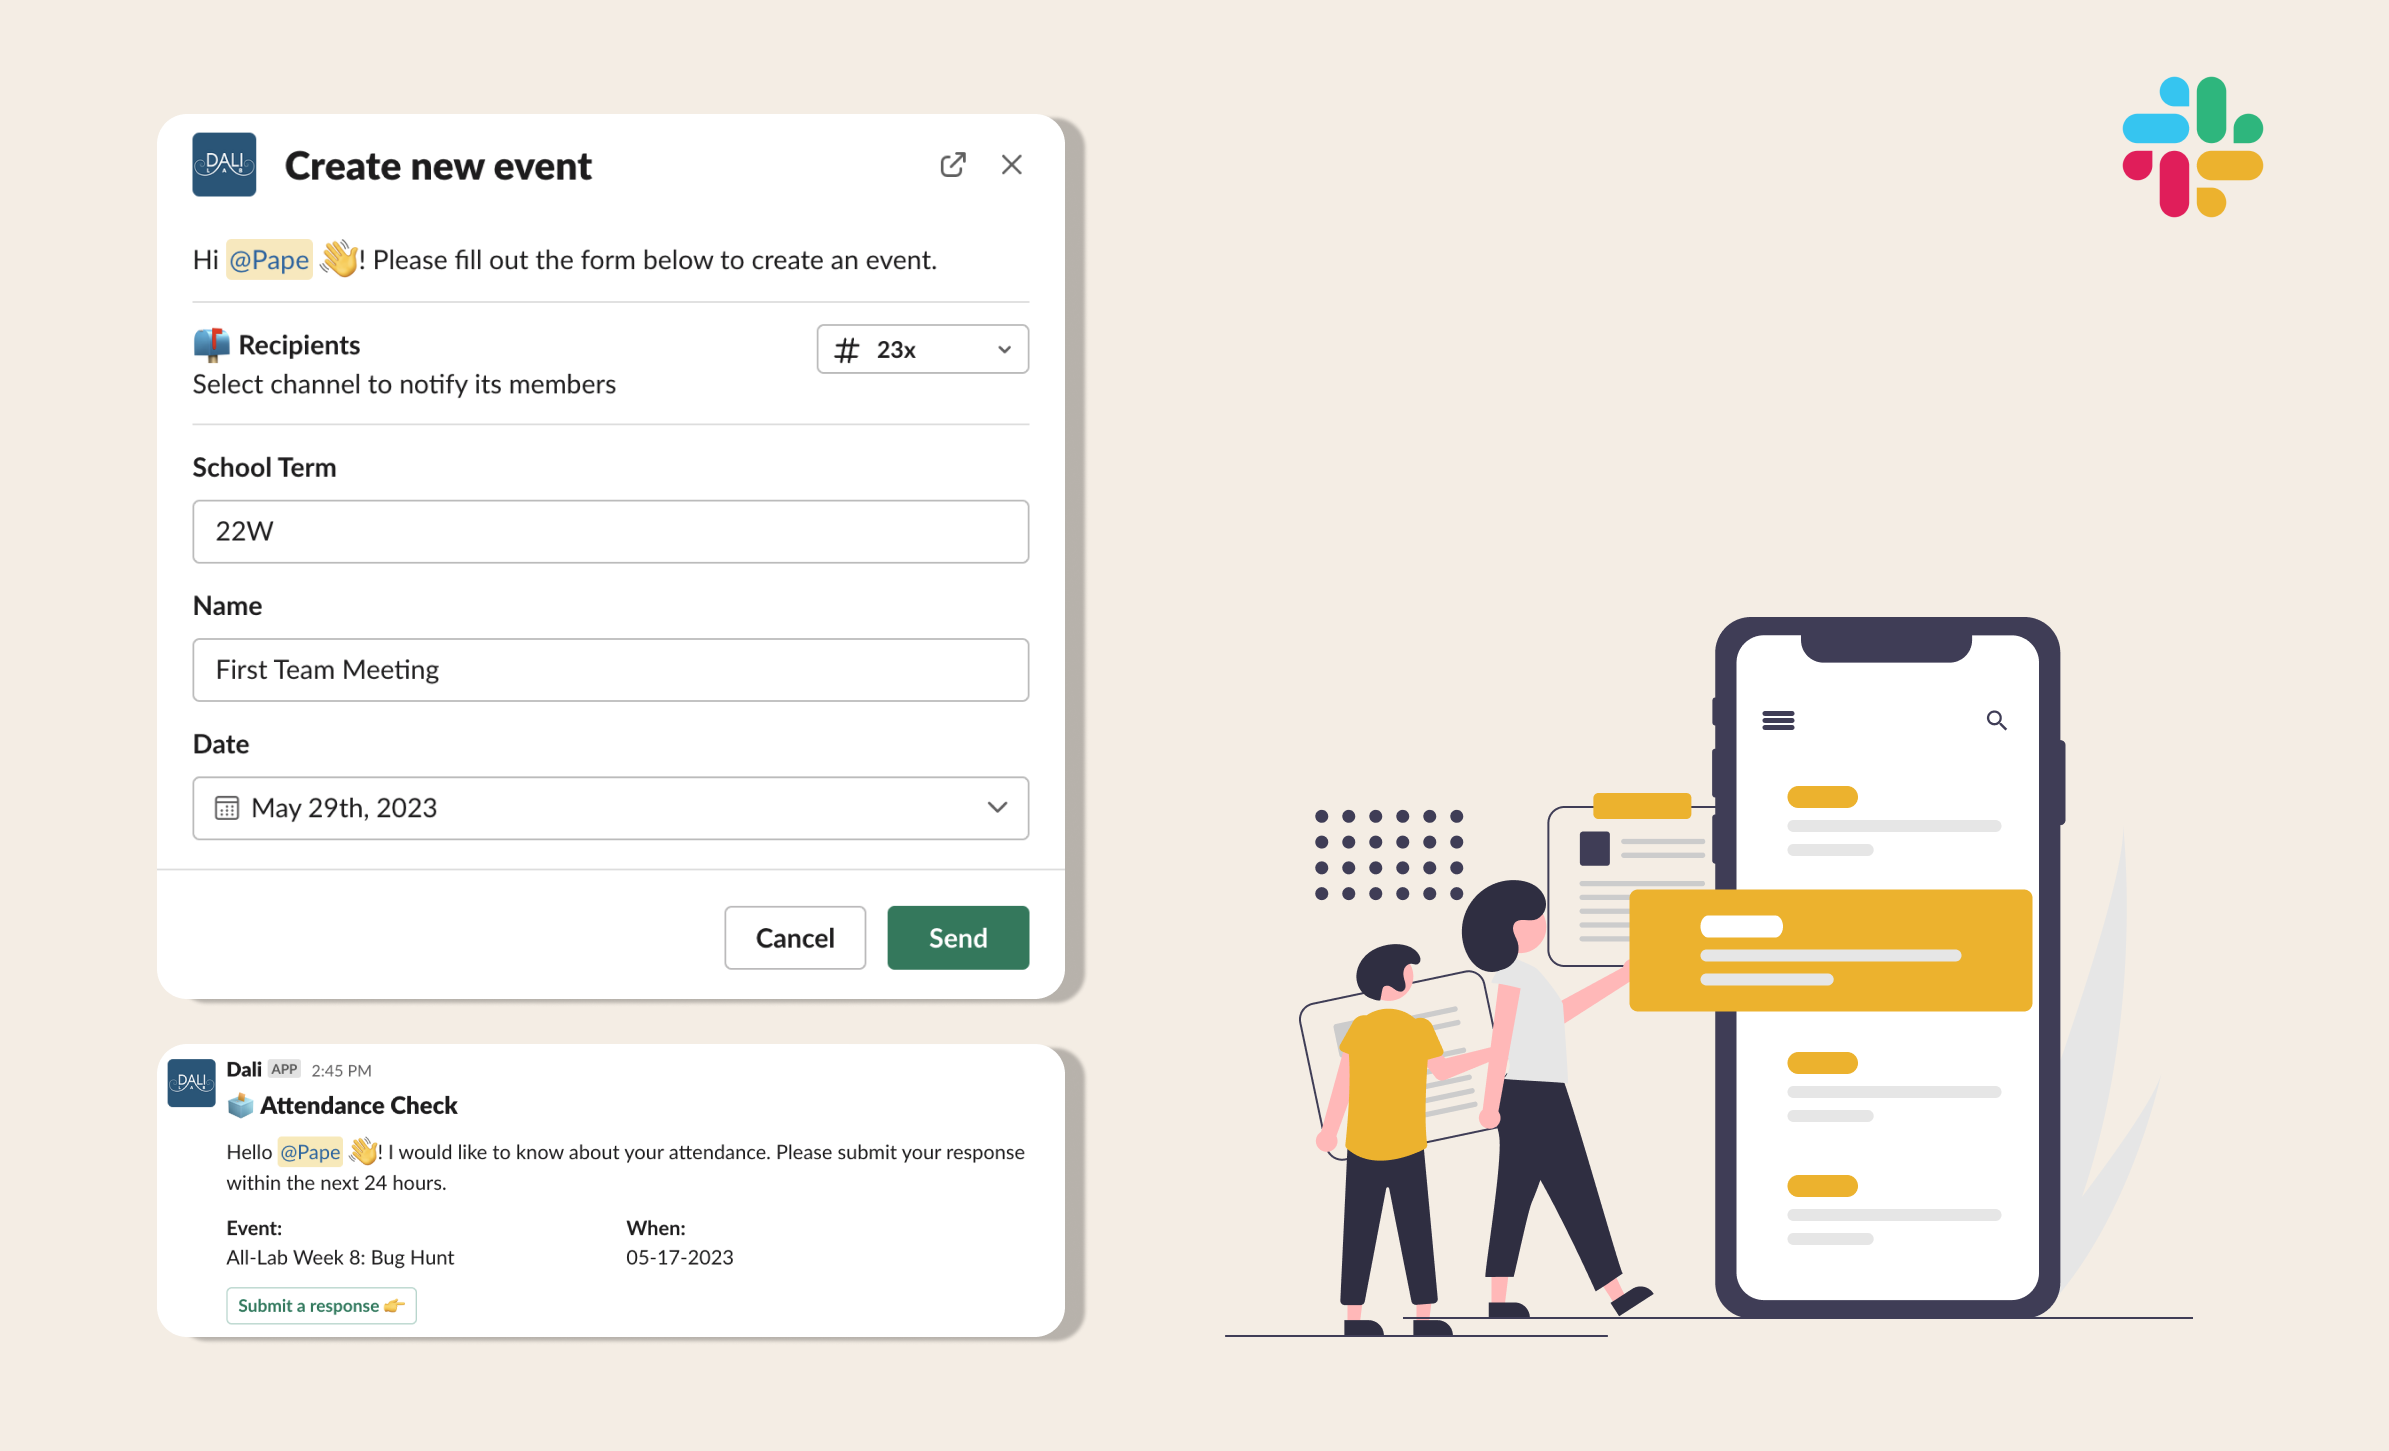 DALI
LAB
Create new event
Hi @Pape 👋! Please fill out the form below to create an event.
📫 Recipients
# 23x
Select channel to notify its members
School Term
22W
Name
First Team Meeting
Date
May 29th, 2023
Cancel
Send
DALI
LAB
Dali APP 2:45 PM
🗳️ Attendance Check
Hello @Pape 👋! I would like to know about your attendance. Please submit your response
within the next 24 hours.
Event:
When:
All-Lab Week 8: Bug Hunt
05-17-2023
Submit a response 👉